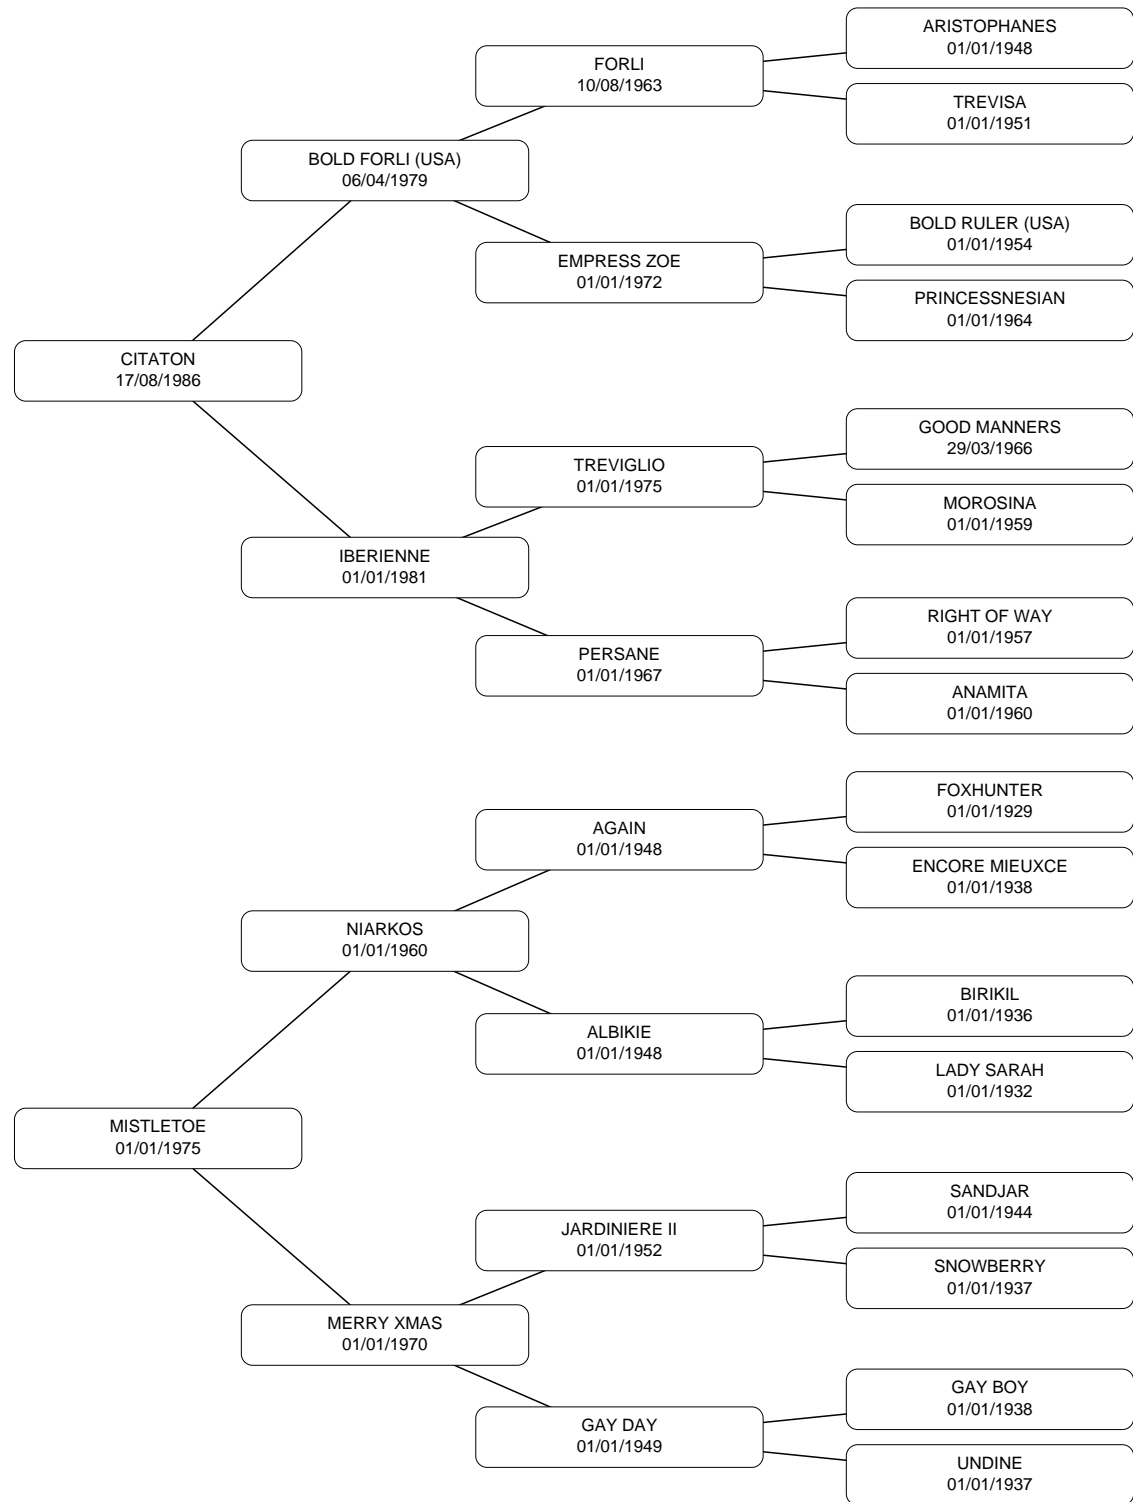 ARISTOPHANES
01/01/1948
FORLI
10/08/1963
TREVISA
01/01/1951
BOLD FORLI (USA)
06/04/1979
BOLD RULER (USA)
01/01/1954
EMPRESS ZOE
01/01/1972
PRINCESSNESIAN
01/01/1964
CITATON
17/08/1986
GOOD MANNERS
29/03/1966
TREVIGLIO
01/01/1975
MOROSINA
01/01/1959
IBERIENNE
01/01/1981
RIGHT OF WAY
01/01/1957
PERSANE
01/01/1967
ANAMITA
01/01/1960
FOXHUNTER
01/01/1929
AGAIN
01/01/1948
ENCORE MIEUXCE
01/01/1938
NIARKOS
01/01/1960
BIRIKIL
01/01/1936
ALBIKIE
01/01/1948
LADY SARAH
01/01/1932
MISTLETOE
01/01/1975
SANDJAR
01/01/1944
JARDINIERE II
01/01/1952
SNOWBERRY
01/01/1937
MERRY XMAS
01/01/1970
GAY BOY
01/01/1938
GAY DAY
01/01/1949
UNDINE
01/01/1937